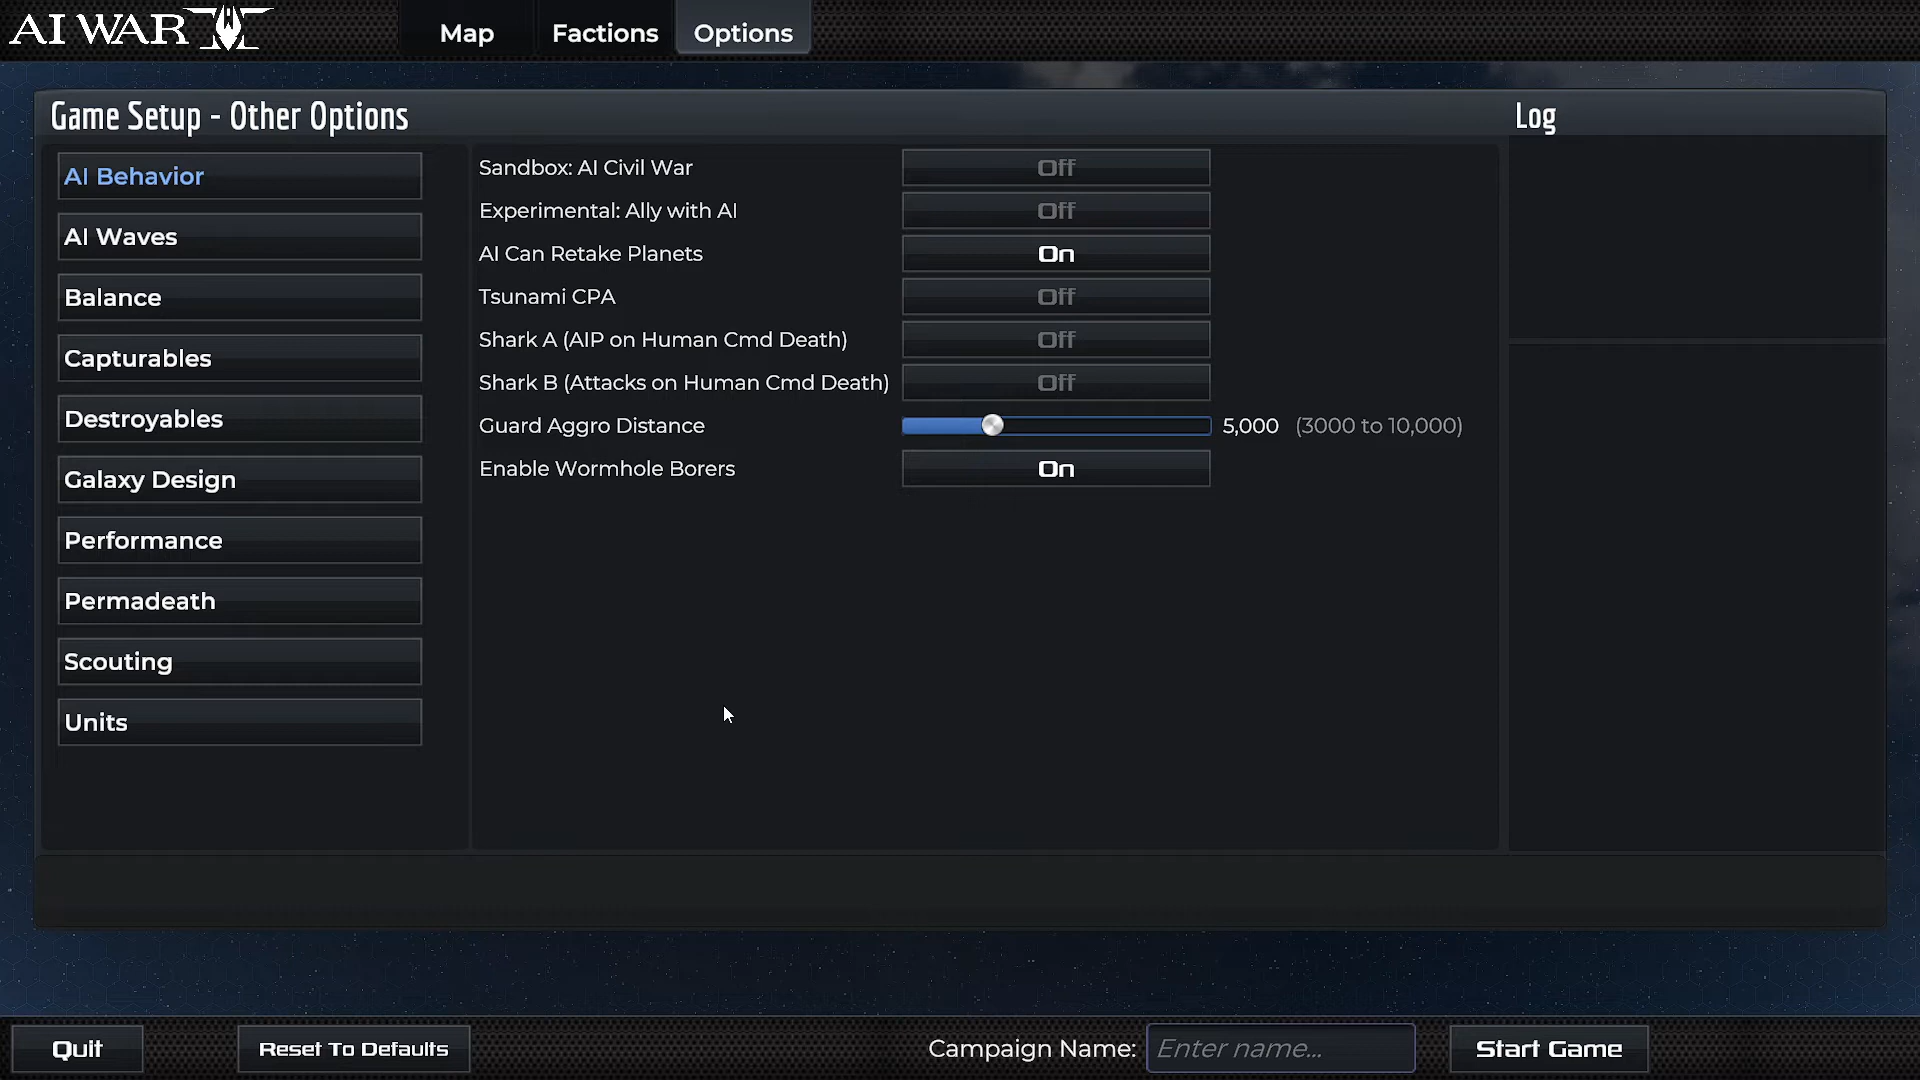 AI WAR
Map
Factions
Options
Game Setup - Other Options
Log
AI Behavior
AI Waves
Balance
Capturables
Destroyables
Galaxy Design
Performance
Permadeath
Scouting
Units
Sandbox: AI Civil War Off
Experimental: Ally with AI Off
AI Can Retake Planets On
Tsunami CPA Off
Shark A (AIP on Human Cmd Death) Off
Shark B (Attacks on Human Cmd Death) Off
Guard Aggro Distance 5,000 (3000 to 10,000)
Enable Wormhole Borers On
Quit
Reset To Defaults
Campaign Name: Enter name...
Start Game